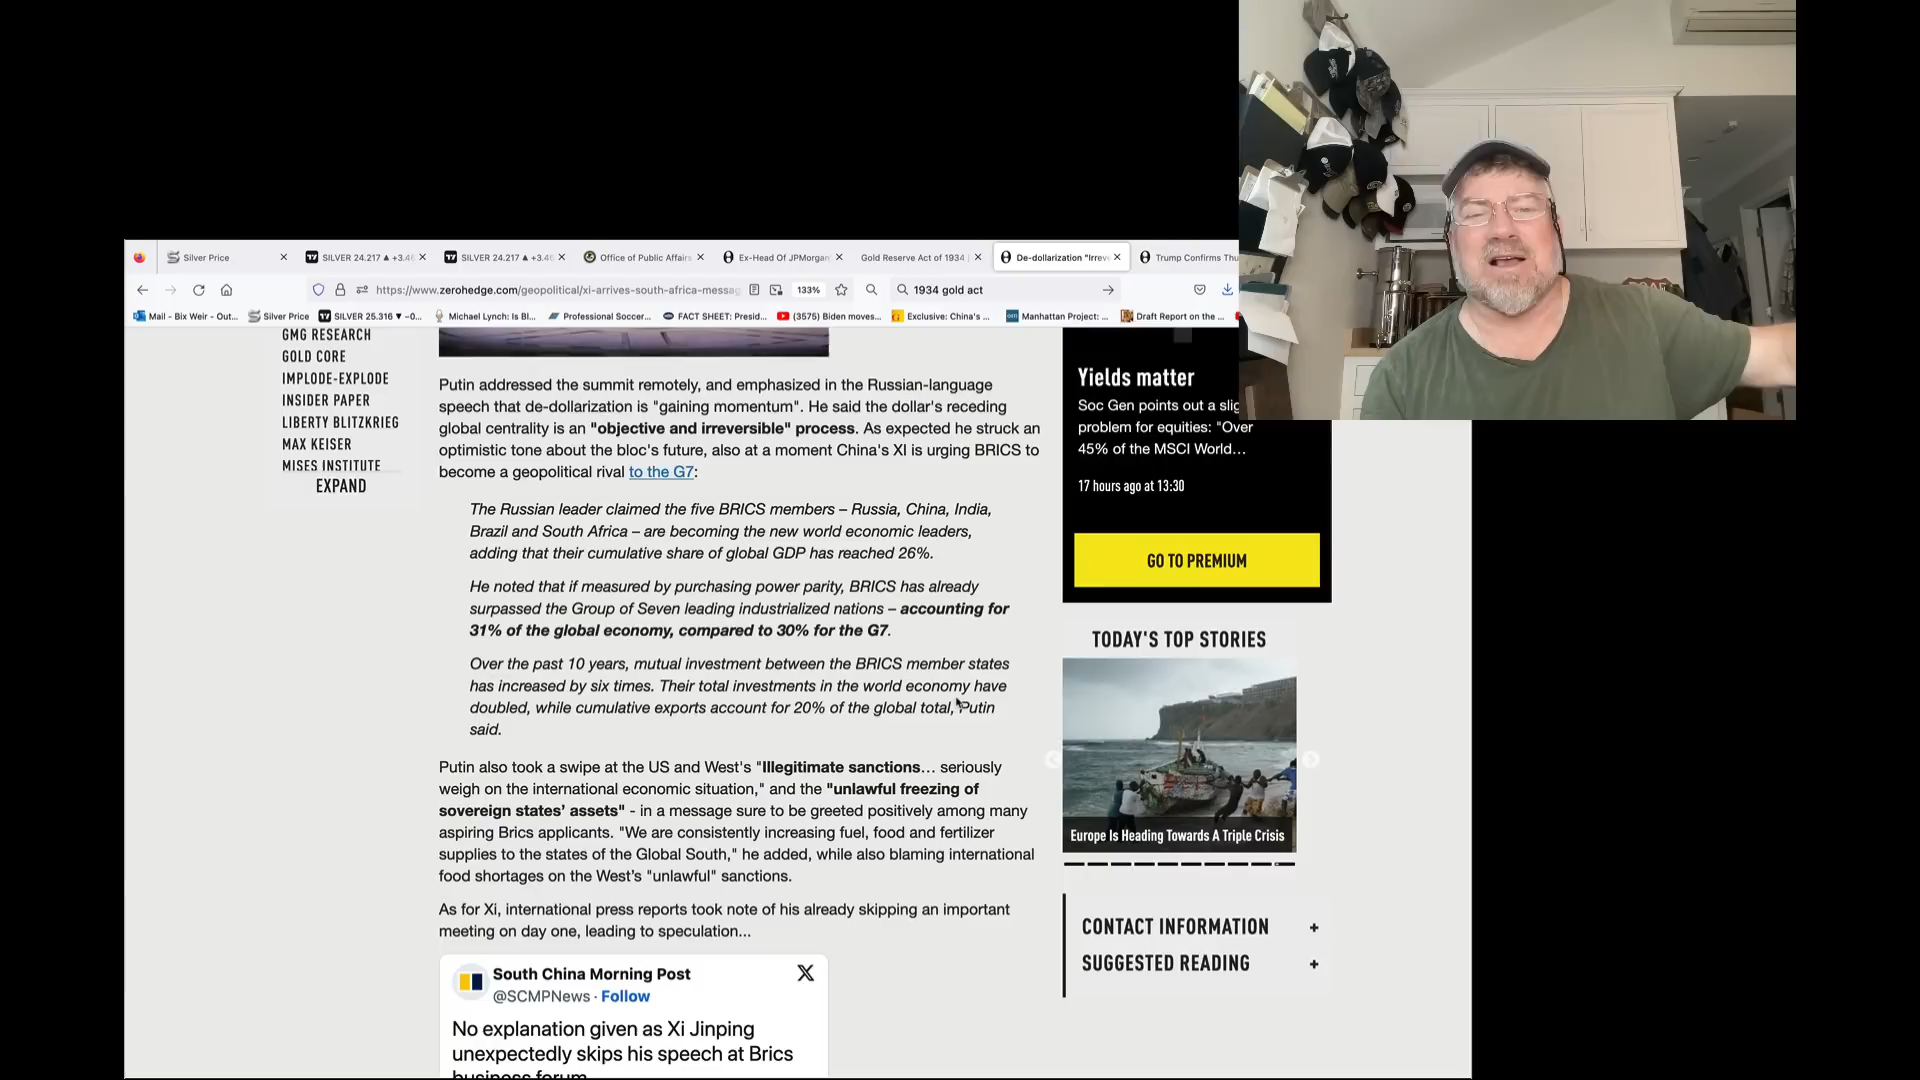 Silver Price
SILVER 24.217 ▲ +3.4
SILVER 24.217 ▲ +3.4
Office of Public Affairs
Ex-Head Of JPMorgan
Gold Reserve Act of 1934
De-dollarization "Irrev
Trump Confirms Thu
https://www.zerohedge.com/geopolitical/xi-arrives-south-africa-messag
133%
1934 gold act
Mail - Bix Weir - Out...
Silver Price
SILVER 25.316 ▼ −0...
Michael Lynch: Is Bl...
Professional Soccer...
FACT SHEET: Presid...
(3575) Biden moves...
Exclusive: China's ...
Manhattan Project: ...
Draft Report on the ...
GMG RESEARCH
GOLD CORE
IMPLODE-EXPLODE
INSIDER PAPER
LIBERTY BLITZKRIEG
MAX KEISER
MISES INSTITUTE
EXPAND
Putin addressed the summit remotely, and emphasized in the Russian-language
speech that de-dollarization is "gaining momentum". He said the dollar's receding
global centrality is an "objective and irreversible" process. As expected he struck an
optimistic tone about the bloc's future, also at a moment China's XI is urging BRICS to
become a geopolitical rival to the G7:
The Russian leader claimed the five BRICS members – Russia, China, India,
Brazil and South Africa – are becoming the new world economic leaders,
adding that their cumulative share of global GDP has reached 26%.
He noted that if measured by purchasing power parity, BRICS has already
surpassed the Group of Seven leading industrialized nations – accounting for
31% of the global economy, compared to 30% for the G7.
Over the past 10 years, mutual investment between the BRICS member states
has increased by six times. Their total investments in the world economy have
doubled, while cumulative exports account for 20% of the global total, Putin
said.
Putin also took a swipe at the US and West's "Illegitimate sanctions… seriously
weigh on the international economic situation," and the "unlawful freezing of
sovereign states’ assets" - in a message sure to be greeted positively among many
aspiring Brics applicants. "We are consistently increasing fuel, food and fertilizer
supplies to the states of the Global South," he added, while also blaming international
food shortages on the West’s "unlawful" sanctions.
As for Xi, international press reports took note of his already skipping an important
meeting on day one, leading to speculation...
South China Morning Post
@SCMPNews · Follow
No explanation given as Xi Jinping
unexpectedly skips his speech at Brics
business forum
Yields matter
Soc Gen points out a slig
problem for equities: "Over
45% of the MSCI World…
17 hours ago at 13:30
GO TO PREMIUM
TODAY'S TOP STORIES
Europe Is Heading Towards A Triple Crisis
CONTACT INFORMATION +
SUGGESTED READING +